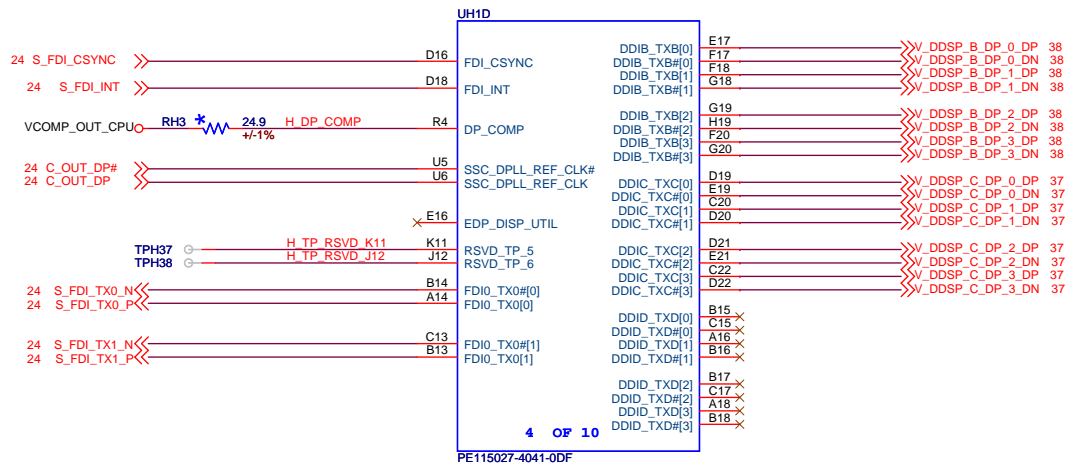 UH1D
24 S_FDI_CSYNC D16 FDI_CSYNC
24 S_FDI_INT D18 FDI_INT
VCOMP_OUT_CPU RH3 * 24.9 H_DP_COMP R4 DP_COMP
+/-1%
24 C_OUT_DP# U5 SSC_DPLL_REF_CLK#
24 C_OUT_DP U6 SSC_DPLL_REF_CLK
E16 EDP_DISP_UTIL
TPH37 H_TP_RSVD_K11 K11 RSVD_TP_5
TPH38 H_TP_RSVD_J12 J12 RSVD_TP_6
24 S_FDI_TX0_N B14 FDI0_TX0#[0]
24 S_FDI_TX0_P A14 FDI0_TX0[0]
24 S_FDI_TX1_N C13 FDI0_TX0#[1]
24 S_FDI_TX1_P B13 FDI0_TX0[1]
DDIB_TXB[0] E17 V_DDSP_B_DP_0_DP 38
DDIB_TXB#[0] F17 V_DDSP_B_DP_0_DN 38
DDIB_TXB[1] F18 V_DDSP_B_DP_1_DP 38
DDIB_TXB#[1] G18 V_DDSP_B_DP_1_DN 38
DDIB_TXB[2] G19 V_DDSP_B_DP_2_DP 38
DDIB_TXB#[2] H19 V_DDSP_B_DP_2_DN 38
DDIB_TXB[3] F20 V_DDSP_B_DP_3_DP 38
DDIB_TXB#[3] G20 V_DDSP_B_DP_3_DN 38
DDIC_TXC[0] D19 V_DDSP_C_DP_0_DP 37
DDIC_TXC#[0] E19 V_DDSP_C_DP_0_DN 37
DDIC_TXC[1] C20 V_DDSP_C_DP_1_DP 37
DDIC_TXC#[1] D20 V_DDSP_C_DP_1_DN 37
DDIC_TXC[2] D21 V_DDSP_C_DP_2_DP 37
DDIC_TXC#[2] E21 V_DDSP_C_DP_2_DN 37
DDIC_TXC[3] C22 V_DDSP_C_DP_3_DP 37
DDIC_TXC#[3] D22 V_DDSP_C_DP_3_DN 37
DDID_TXD[0] B15
DDID_TXD#[0] C15
DDID_TXD[1] A16
DDID_TXD#[1] B16
DDID_TXD[2] B17
DDID_TXD#[2] C17
DDID_TXD[3] A18
DDID_TXD#[3] B18
4 OF 10
PE115027-4041-0DF